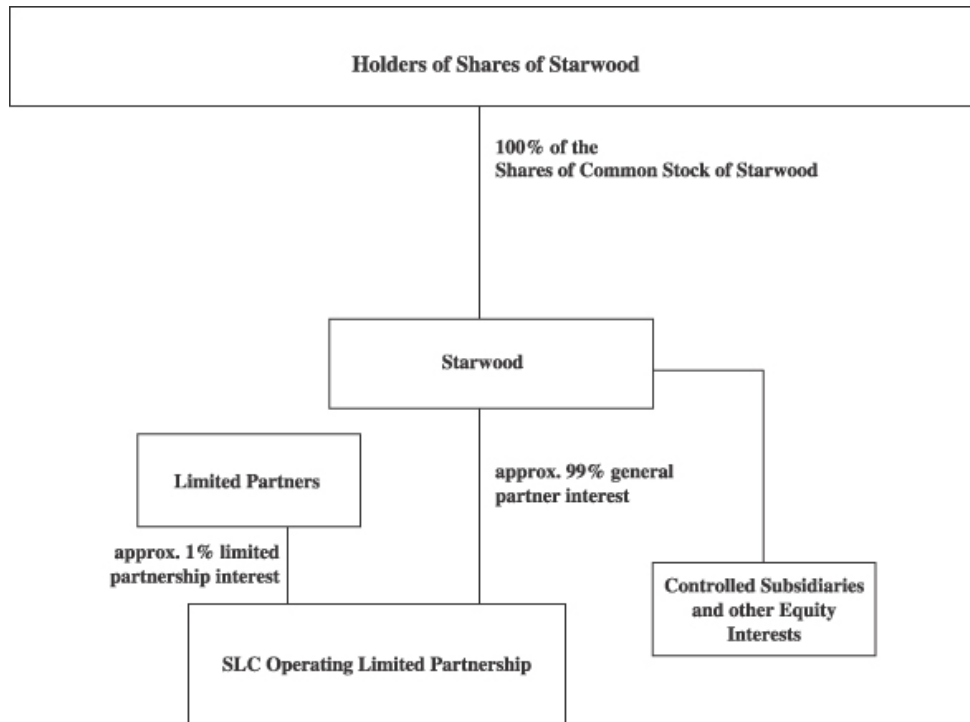 Holders of Shares of Starwood
100% of the
Shares of Common Stock of Starwood
Starwood
Limited Partners
approx. 99% general
partner interest
approx. 1% limited
partnership interest
Controlled Subsidiaries
and other Equity
Interests
SLC Operating Limited Partnership